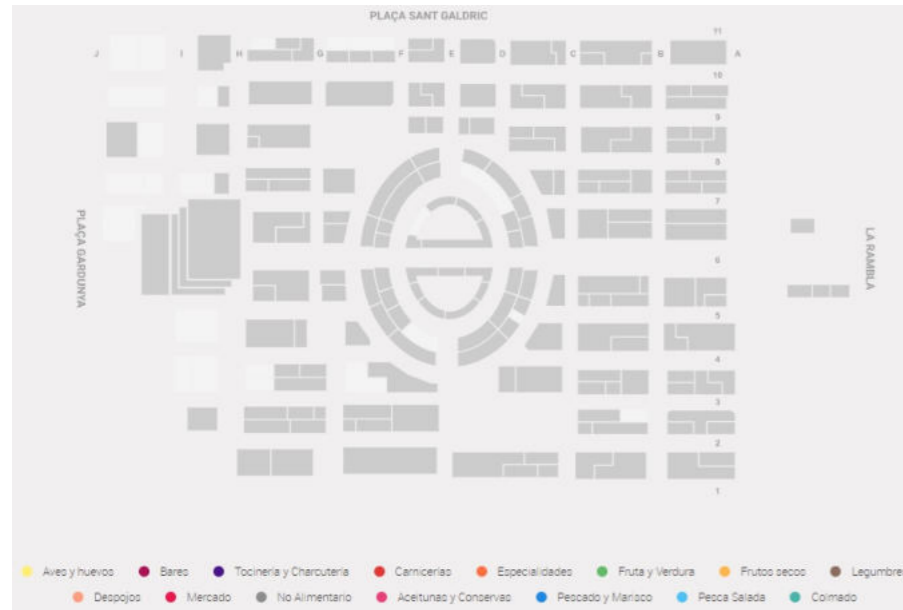 PLAÇA SANT GALDRIC
11
J I H G F E D C B A
10
9
8
7
PLAÇA GARDUNYA
LA RAMBLA
6
5
4
3
2
1
Aves y huevos Bares Tocinería y Charcutería Carnicerías Especialidades Fruta y Verdura Frutos secos Legumbre
Despojos Mercado No Alimentario Aceitunas y Conservas Pescado y Marisco Pesca Salada Colmado